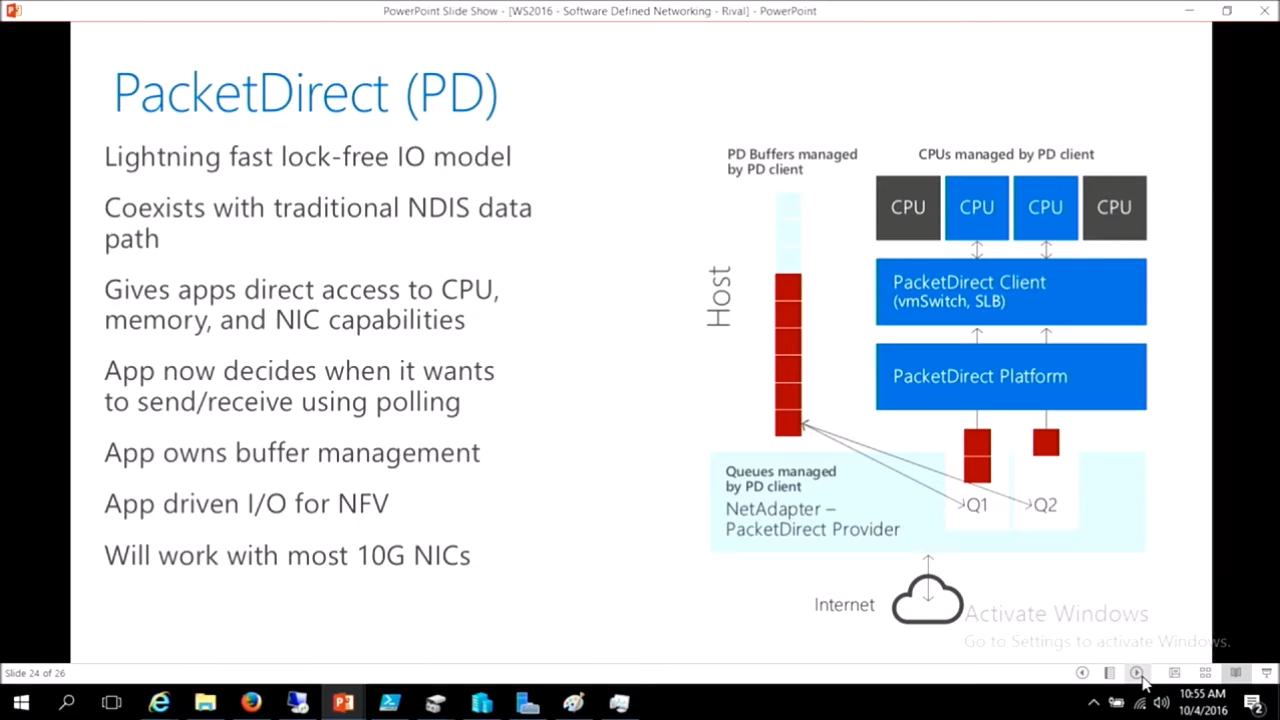 PowerPoint Slide Show - [WS2016 - Software Defined Networking - Rival] - PowerPoint
PacketDirect (PD)
Lightning fast lock-free IO model
Coexists with traditional NDIS data
path
Gives apps direct access to CPU,
memory, and NIC capabilities
App now decides when it wants
to send/receive using polling
App owns buffer management
App driven I/O for NFV
Will work with most 10G NICs
PD Buffers managed
by PD client
CPUs managed by PD client
CPU
CPU
CPU
CPU
Host
PacketDirect Client
(vmSwitch, SLB)
PacketDirect Platform
Queues managed
by PD client
NetAdapter –
PacketDirect Provider
Q1
Q2
Internet
Activate Windows
Go to Settings to activate Windows.
Slide 24 of 26
10:55 AM
10/4/2016
2